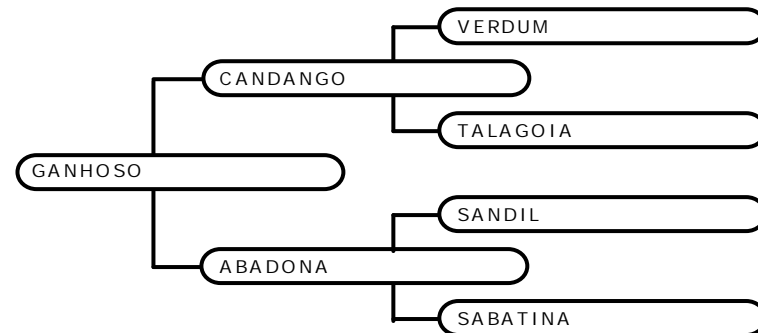 VERDUM
CANDANGO
TALAGOIA
GANHOSO
SANDIL
ABADONA
SABATINA